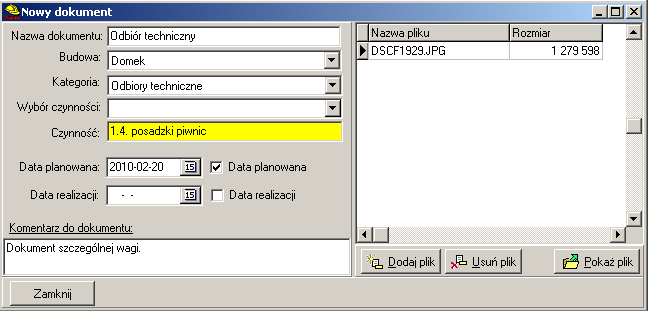 Nowy dokument
Nazwa dokumentu: Odbiór techniczny
Budowa: Domek
Kategoria: Odbiory techniczne
Wybór czynności:
Czynność: 1.4. posadzki piwnic
Data planowana: 2010-02-20 15 Data planowana
Data realizacji: - - 15 Data realizacji
Komentarz do dokumentu:
Dokument szczególnej wagi.
Nazwa pliku Rozmiar
DSCF1929.JPG 1 279 598
Dodaj plik Usuń plik Pokaż plik
Zamknij